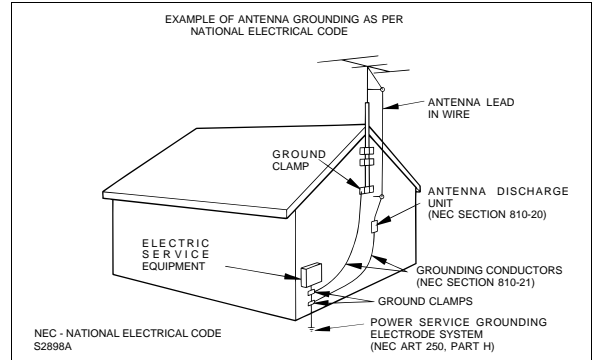 EXAMPLE OF ANTENNA GROUNDING AS PER
NATIONAL ELECTRICAL CODE
ANTENNA LEAD
IN WIRE
GROUND
CLAMP
ANTENNA DISCHARGE
UNIT
(NEC SECTION 810-20)
ELECTRIC
SERVICE
EQUIPMENT
GROUNDING CONDUCTORS
(NEC SECTION 810-21)
GROUND CLAMPS
POWER SERVICE GROUNDING
ELECTRODE SYSTEM
(NEC ART 250, PART H)
NEC - NATIONAL ELECTRICAL CODE
S2898A